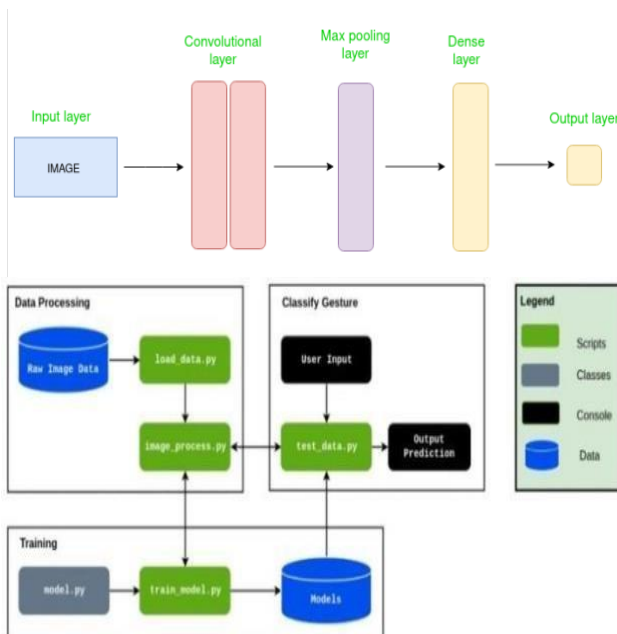 Convolutional
layer
Max pooling
layer
Dense
layer
Input layer
Output layer
IMAGE
Data Processing
Raw Image Data
load_data.py
image_process.py
Classify Gesture
User Input
test_data.py
Output
Prediction
Legend
Scripts
Classes
Console
Data
Training
model.py
train_model.py
Models